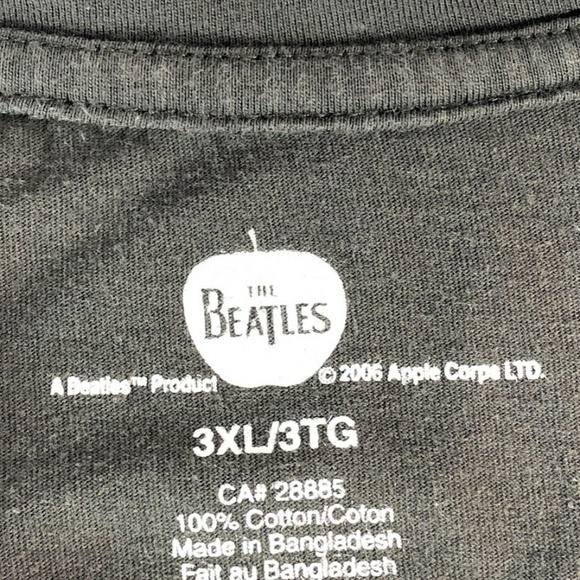 THE
BEATLES
A Beatles™ Product © 2006 Apple Corps LTD.
3XL/3TG
CA# 28885
100% Cotton/Coton
Made in Bangladesh
Fait au Bangladesh